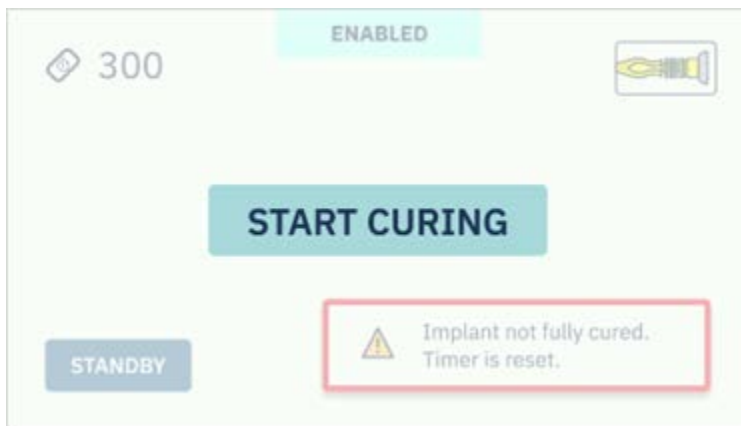 ENABLED
300
START CURING
Implant not fully cured.
Timer is reset.
STANDBY